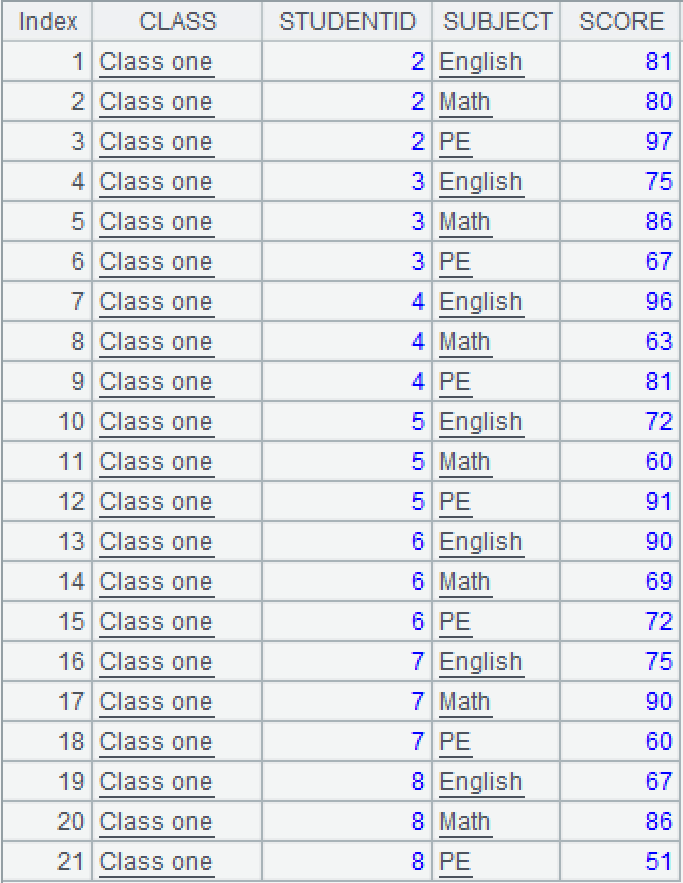 Index CLASS STUDENTID SUBJECT SCORE
1 Class one 2 English 81
2 Class one 2 Math 80
3 Class one 2 PE 97
4 Class one 3 English 75
5 Class one 3 Math 86
6 Class one 3 PE 67
7 Class one 4 English 96
8 Class one 4 Math 63
9 Class one 4 PE 81
10 Class one 5 English 72
11 Class one 5 Math 60
12 Class one 5 PE 91
13 Class one 6 English 90
14 Class one 6 Math 69
15 Class one 6 PE 72
16 Class one 7 English 75
17 Class one 7 Math 90
18 Class one 7 PE 60
19 Class one 8 English 67
20 Class one 8 Math 86
21 Class one 8 PE 51